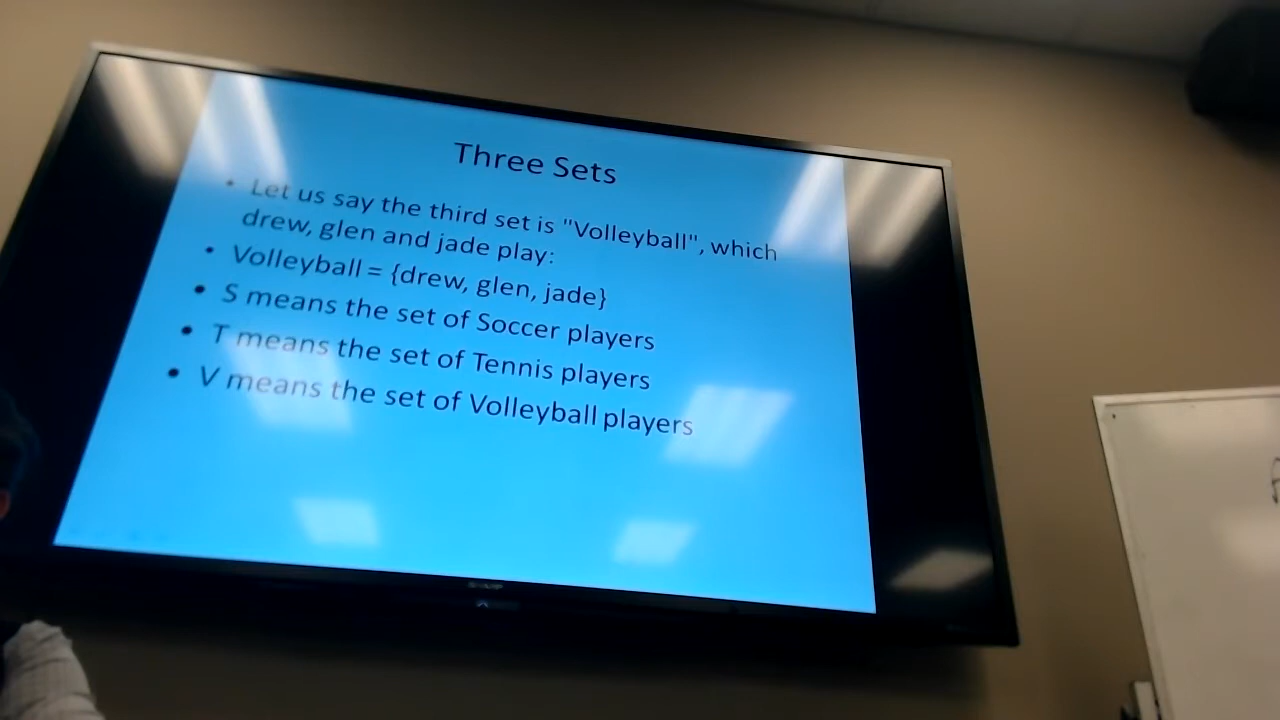 Three Sets
• Let us say the third set is "Volleyball", which
drew, glen and jade play:
• Volleyball = {drew, glen, jade}
• S means the set of Soccer players
• T means the set of Tennis players
• V means the set of Volleyball players
SHARP